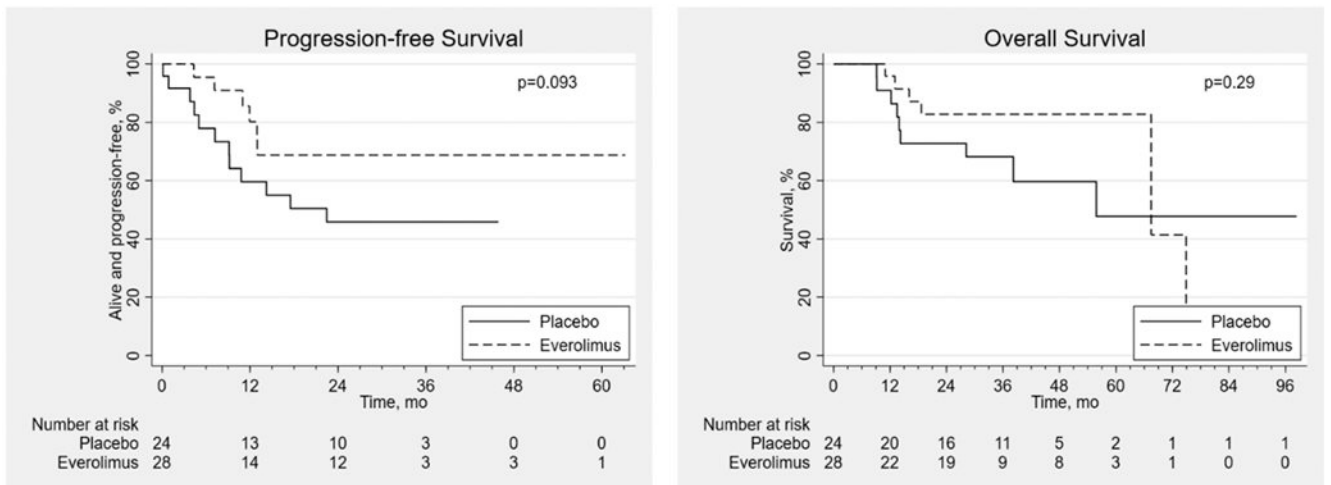 Progression-free Survival
p=0.093
Alive and progression-free, %
100
80
60
40
20
0
Placebo
Everolimus
0 12 24 36 48 60
Time, mo
Number at risk
Placebo 24 13 10 3 0 0
Everolimus 28 14 12 3 3 1
Overall Survival
p=0.29
Survival, %
100
80
60
40
20
0
Placebo
Everolimus
0 12 24 36 48 60 72 84 96
Time, mo
Number at risk
Placebo 24 20 16 11 5 2 1 1 1
Everolimus 28 22 19 9 8 3 1 0 0